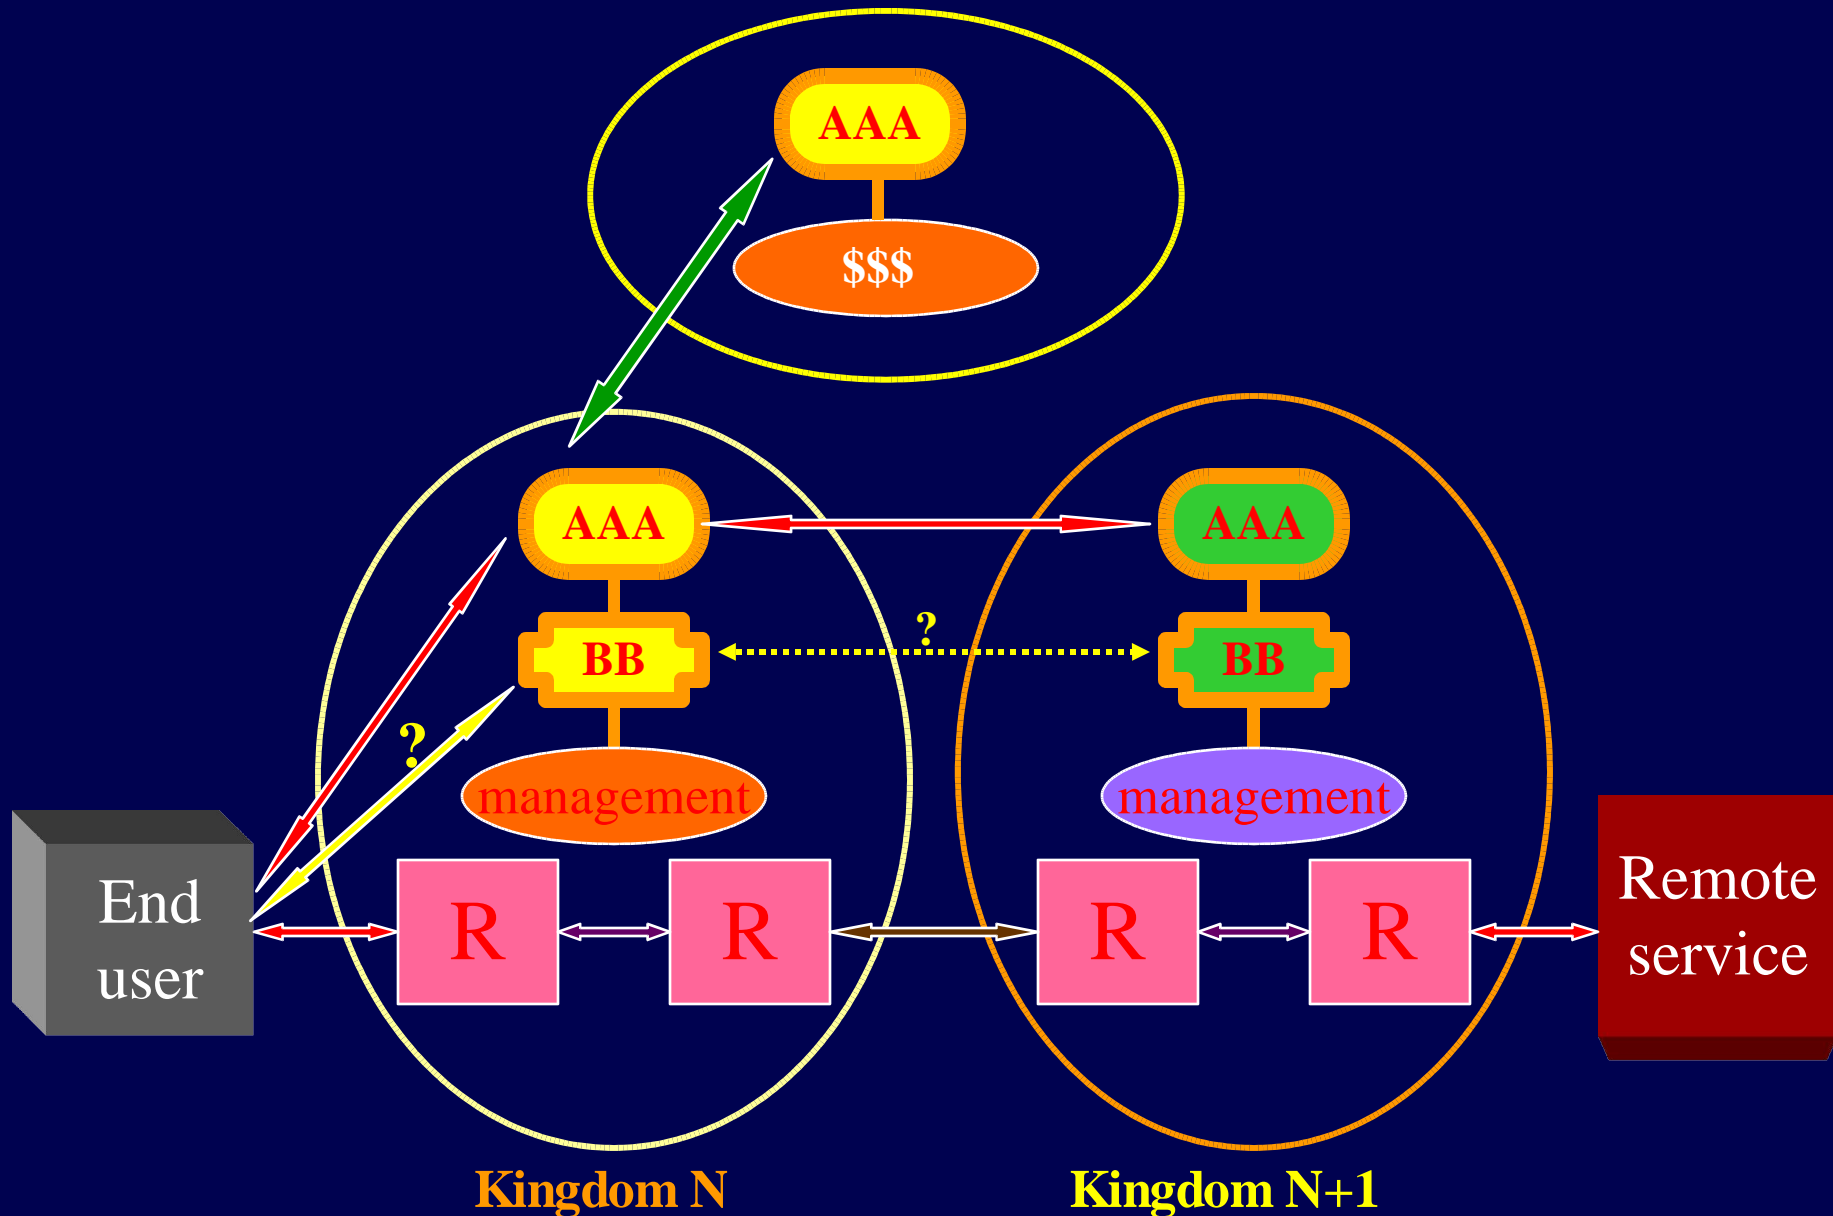 AAA
$$$
AAA
AAA
?
BB
BB
?
management
management
End
user
R
R
R
R
Remote
service
Kingdom N
Kingdom N+1